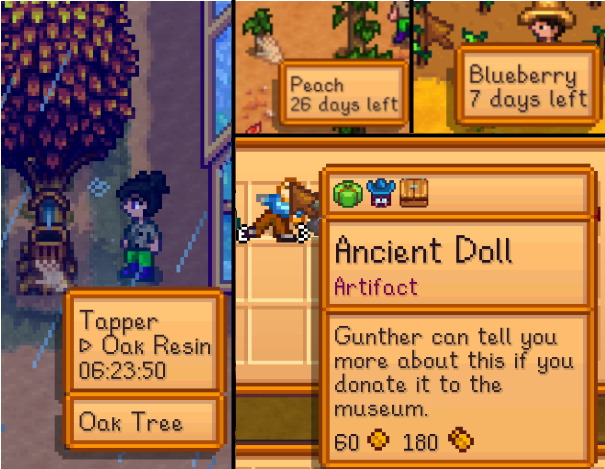 Peach
26 days left
Blueberry
7 days left
Tapper
▷ Oak Resin
06:23:50
Oak Tree
Ancient Doll
Artifact
Gunther can tell you
more about this if you
donate it to the
museum.
60 180